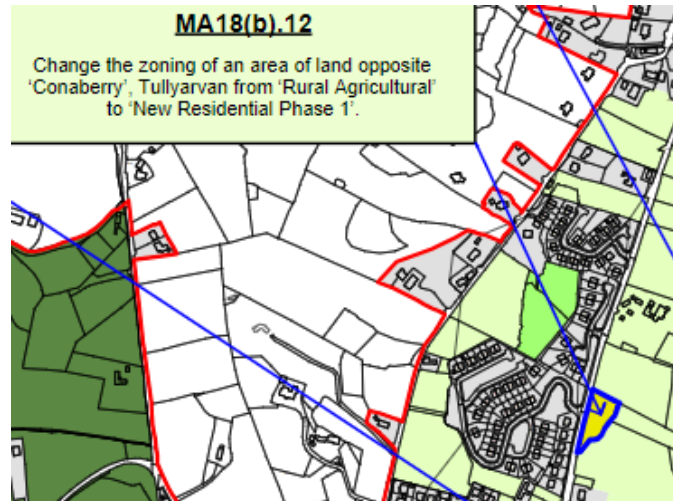 MA18(b).12
Change the zoning of an area of land opposite
‘Conaberry’, Tullyarvan from ‘Rural Agricultural’
to ‘New Residential Phase 1’.